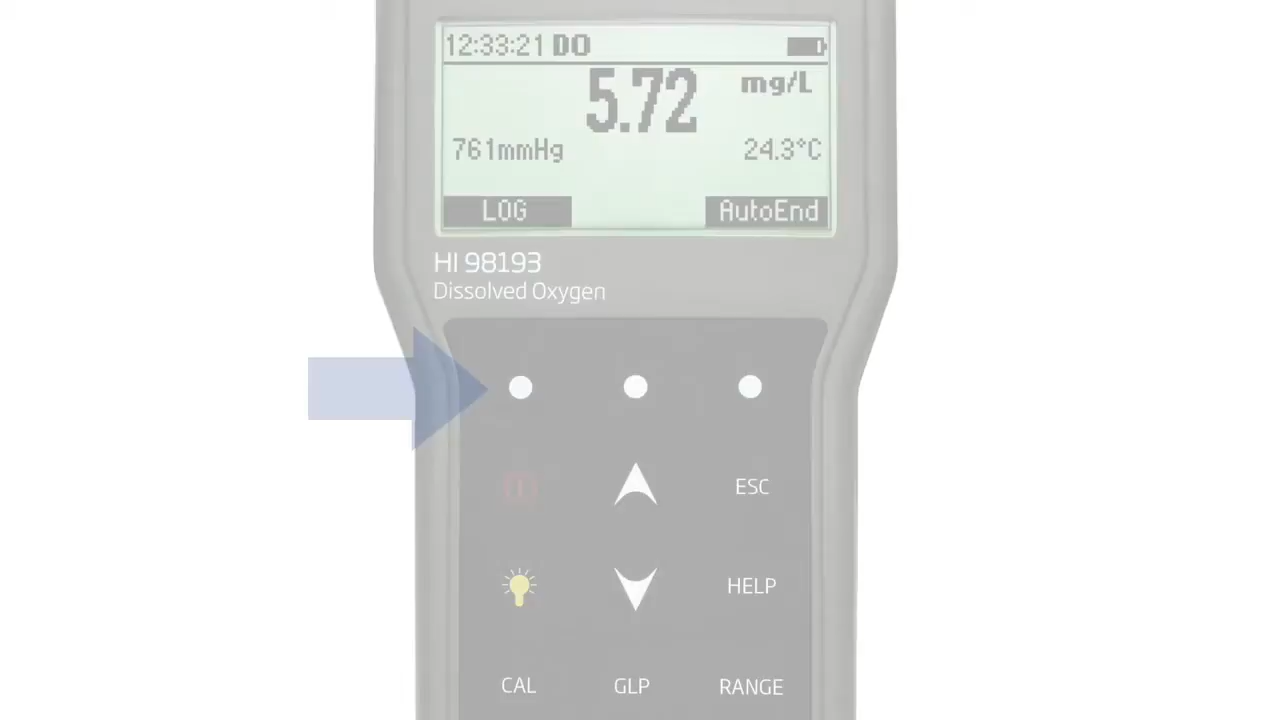 12:33:21 DO
5.72 mg/L
761mmHg 24.3°C
LOG AutoEnd
HI 98193
Dissolved Oxygen
ESC
HELP
CAL GLP RANGE